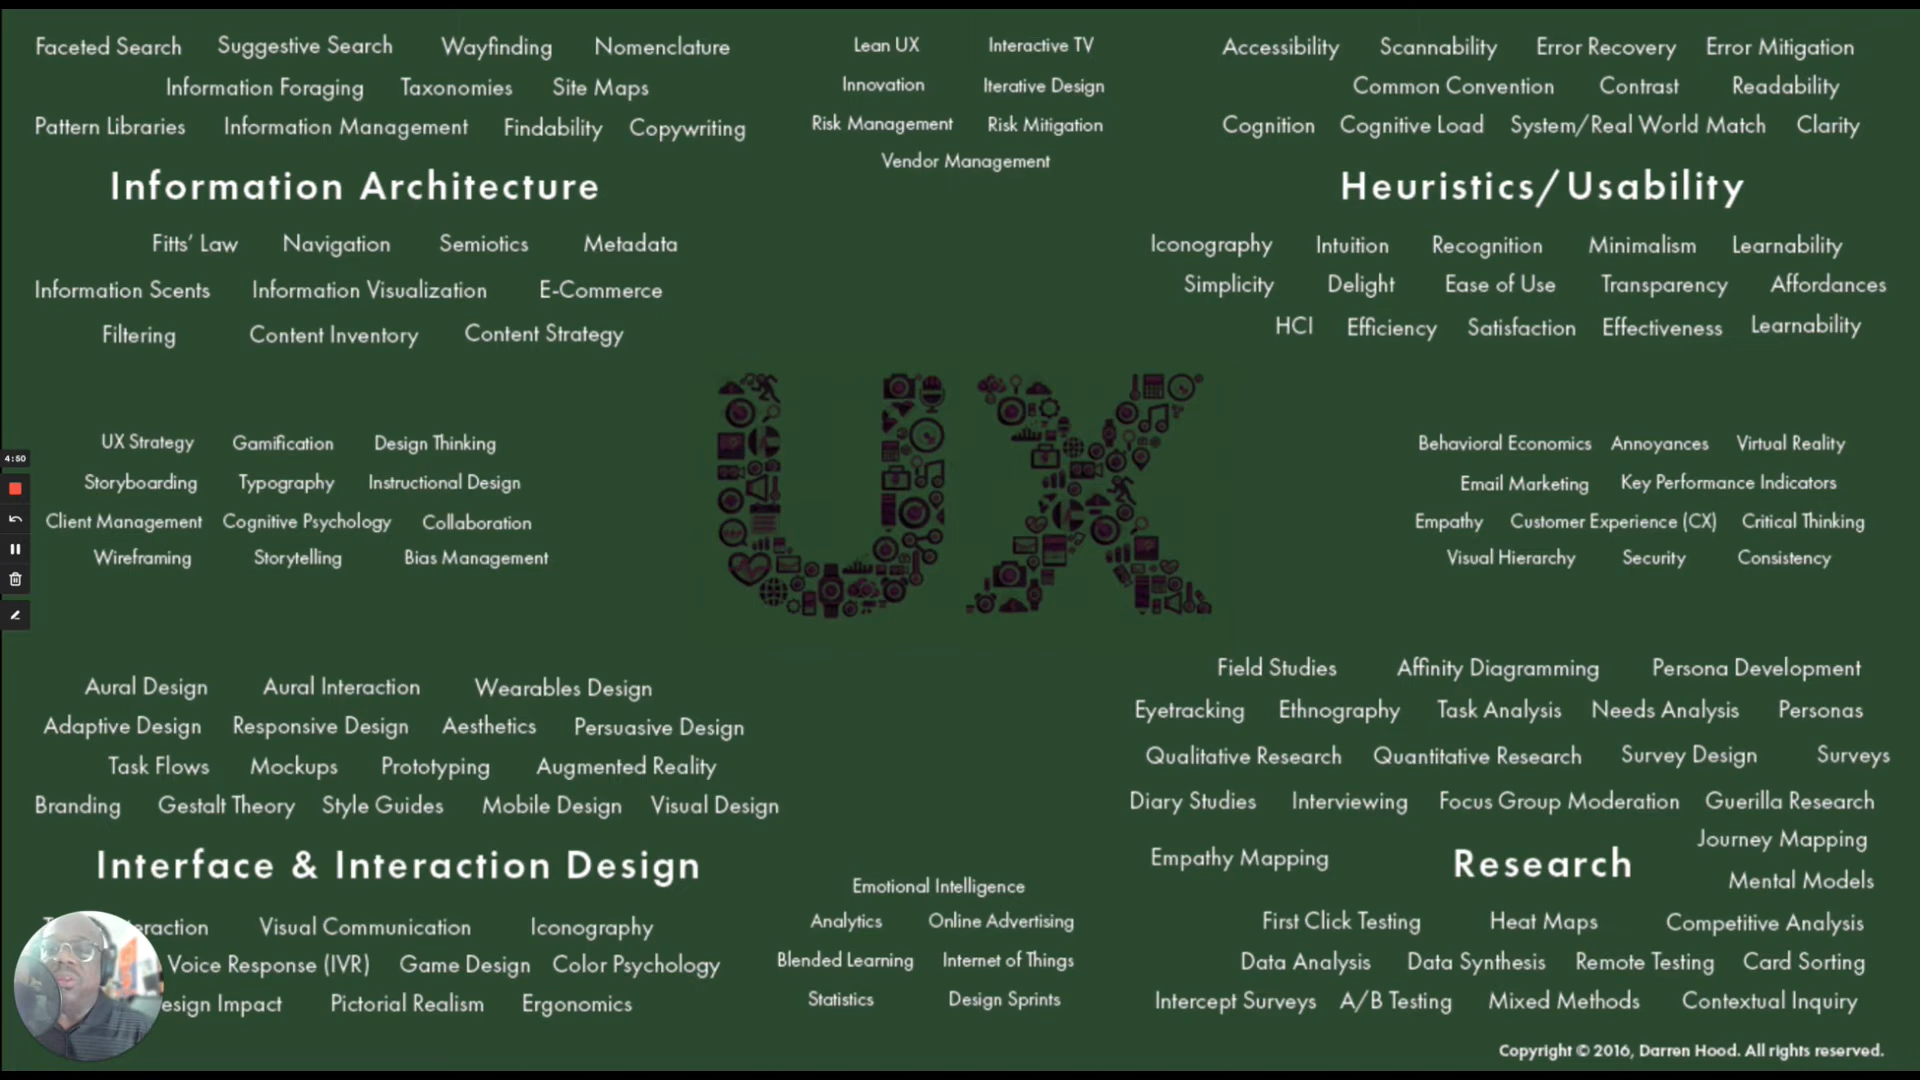 Faceted Search Suggestive Search Wayfinding Nomenclature
Information Foraging Taxonomies Site Maps
Pattern Libraries Information Management Findability Copywriting
Information Architecture
Fitts' Law Navigation Semiotics Metadata
Information Scents Information Visualization E-Commerce
Filtering Content Inventory Content Strategy
Lean UX Interactive TV
Innovation Iterative Design
Risk Management Risk Mitigation
Vendor Management
Accessibility Scannability Error Recovery Error Mitigation
Common Convention Contrast Readability
Cognition Cognitive Load System/Real World Match Clarity
Heuristics/Usability
Iconography Intuition Recognition Minimalism Learnability
Simplicity Delight Ease of Use Transparency Affordances
HCI Efficiency Satisfaction Effectiveness Learnability
UX Strategy Gamification Design Thinking
Storyboarding Typography Instructional Design
Client Management Cognitive Psychology Collaboration
Wireframing Storytelling Bias Management
4:50
UX
Behavioral Economics Annoyances Virtual Reality
Email Marketing Key Performance Indicators
Empathy Customer Experience (CX) Critical Thinking
Visual Hierarchy Security Consistency
Aural Design Aural Interaction Wearables Design
Adaptive Design Responsive Design Aesthetics Persuasive Design
Task Flows Mockups Prototyping Augmented Reality
Branding Gestalt Theory Style Guides Mobile Design Visual Design
Interface & Interaction Design
Visual Communication Iconography
Voice Response (IVR) Game Design Color Psychology
Impact Pictorial Realism Ergonomics
Emotional Intelligence
Analytics Online Advertising
Blended Learning Internet of Things
Statistics Design Sprints
Field Studies Affinity Diagramming Persona Development
Eyetracking Ethnography Task Analysis Needs Analysis Personas
Qualitative Research Quantitative Research Survey Design Surveys
Diary Studies Interviewing Focus Group Moderation Guerilla Research
Journey Mapping
Empathy Mapping Research
Mental Models
First Click Testing Heat Maps Competitive Analysis
Data Analysis Data Synthesis Remote Testing Card Sorting
Intercept Surveys A/B Testing Mixed Methods Contextual Inquiry
Copyright © 2016, Darren Hood. All rights reserved.